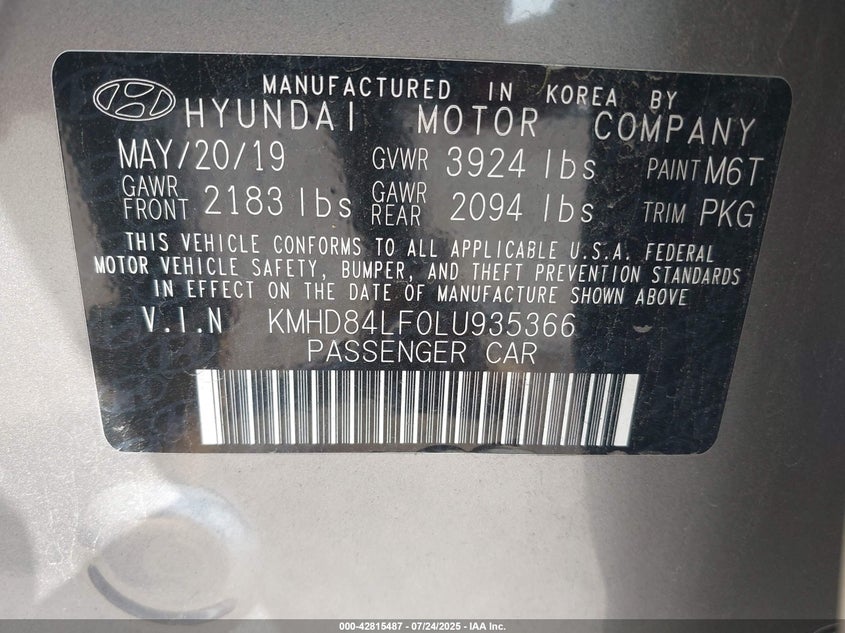 MANUFACTURED IN KOREA BY
HYUNDAI MOTOR COMPANY
MAY/20/19 GVWR 3924 lbs PAINT M6T
GAWR FRONT 2183 lbs GAWR REAR 2094 lbs TRIM PKG
THIS VEHICLE CONFORMS TO ALL APPLICABLE U.S.A. FEDERAL
MOTOR VEHICLE SAFETY, BUMPER, AND THEFT PREVENTION STANDARDS
IN EFFECT ON THE DATE OF MANUFACTURE SHOWN ABOVE
V.I.N KMHD84LF0LU935366
PASSENGER CAR
000-42815487 - 07/24/2025 - IAA Inc.